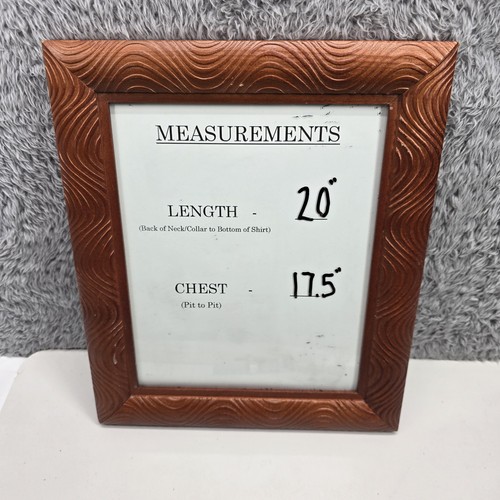 MEASUREMENTS
LENGTH - 20"
(Back of Neck/Collar to Bottom of Shirt)
CHEST - 17.5"
(Pit to Pit)